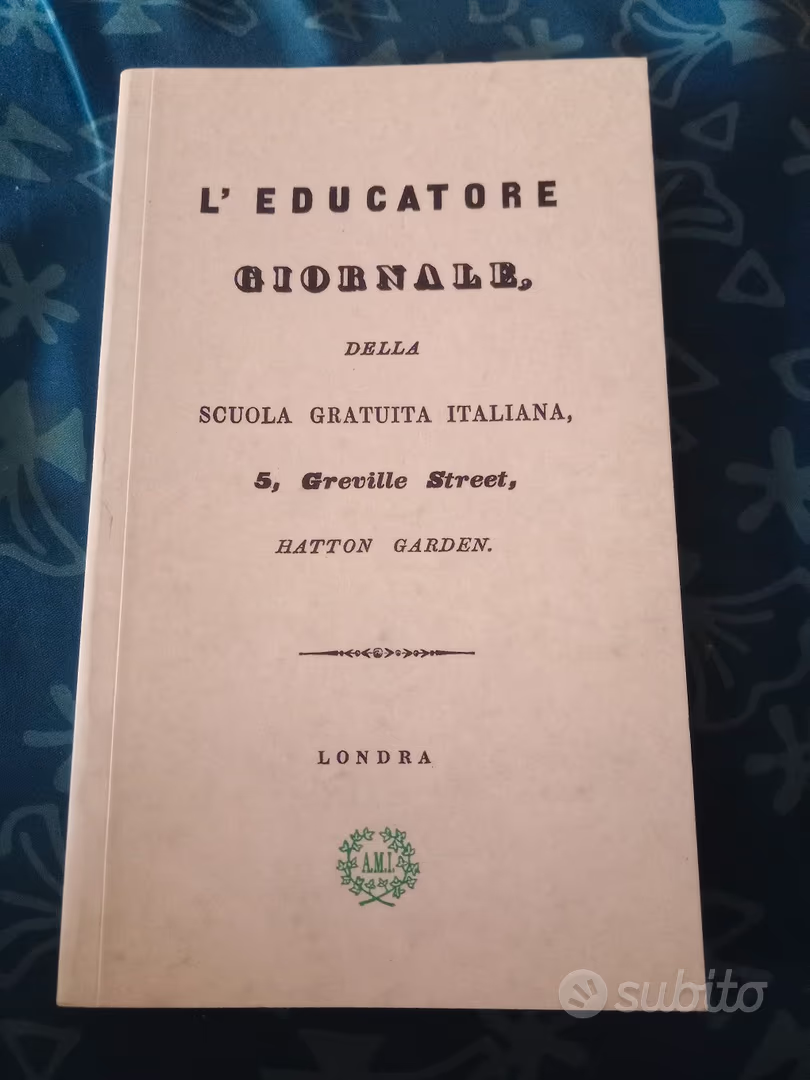 L' EDUCATORE
GIORNALE,
DELLA
SCUOLA GRATUITA ITALIANA,
5, Greville Street,
HATTON GARDEN.
LONDRA
A.M.I.
subito